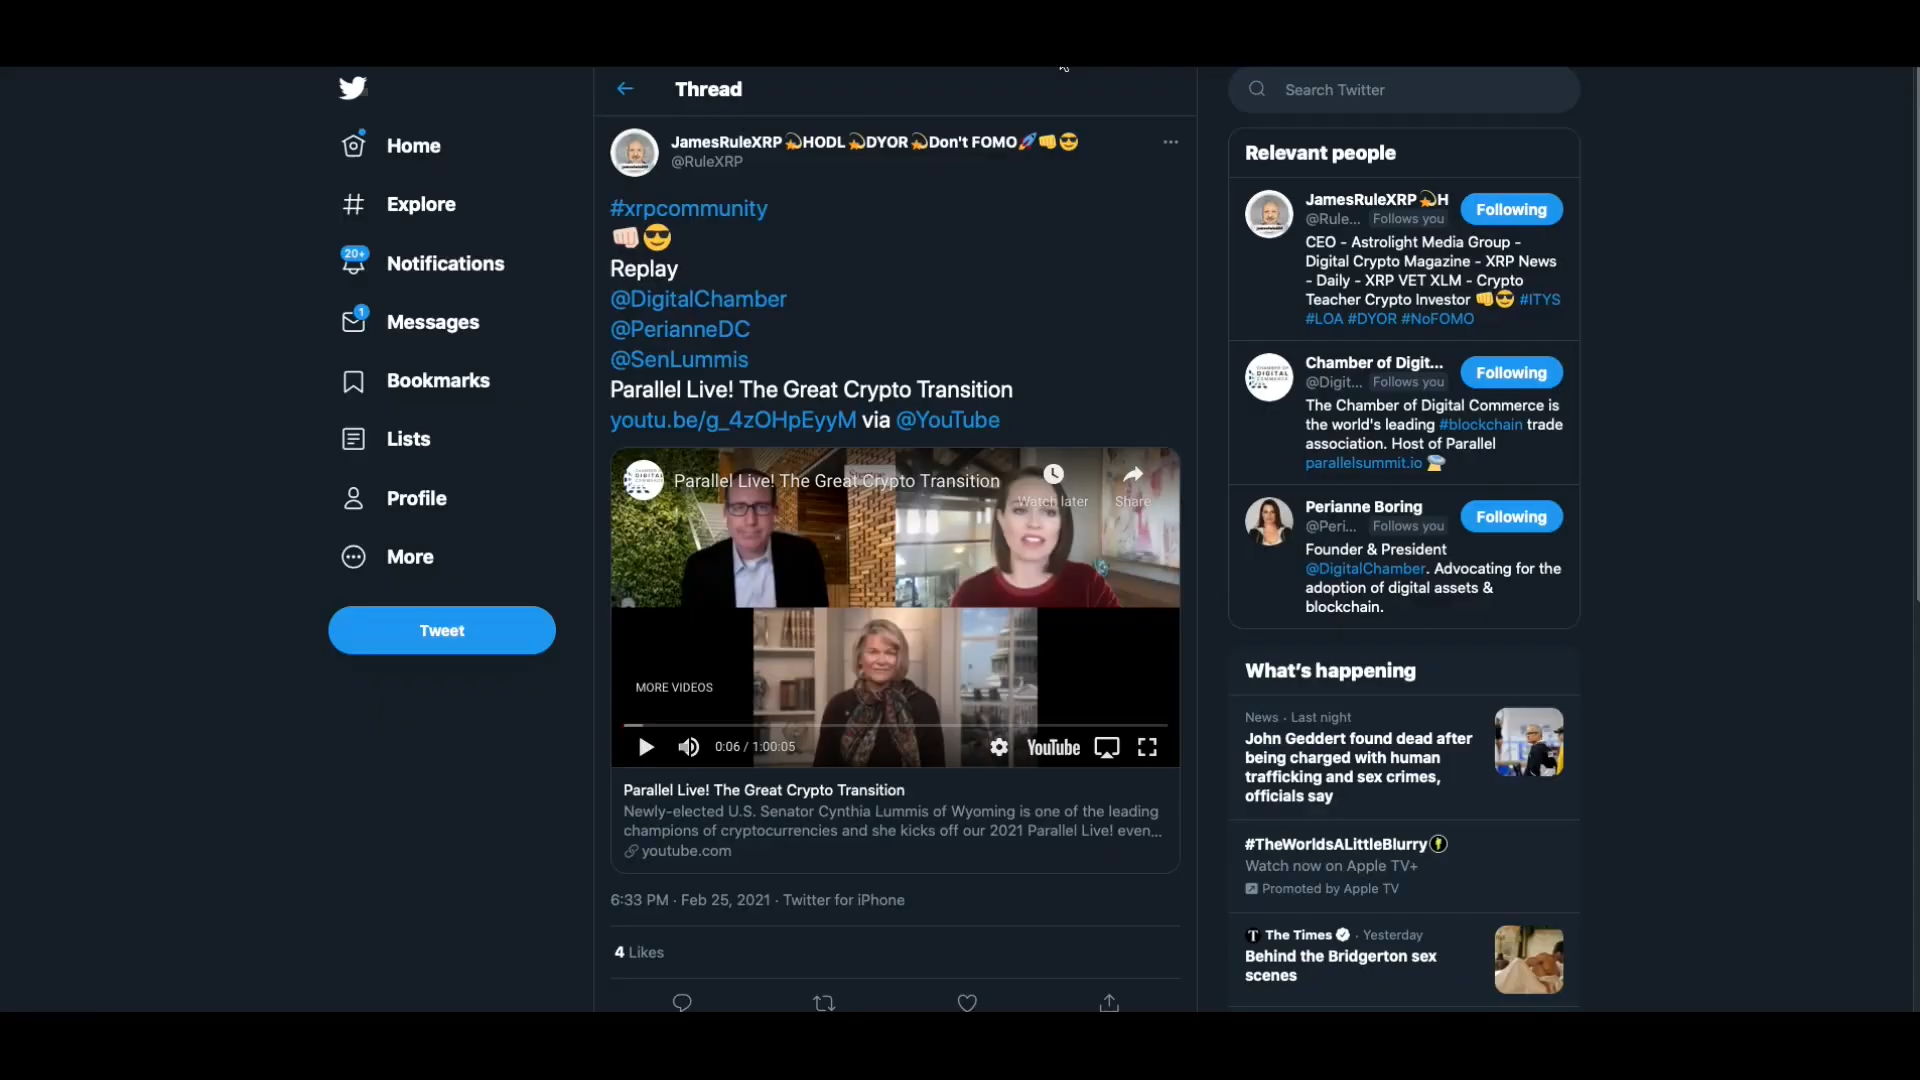 Home
Explore
20+
Notifications
1
Messages
Bookmarks
Lists
Profile
More
Tweet
Thread
JamesRuleXRP💫HODL💫DYOR💫Don't FOMO🚀👊😎
@RuleXRP
#xrpcommunity
👊🏻😎
Replay
@DigitalChamber
@PerianneDC
@SenLummis
Parallel Live! The Great Crypto Transition
youtu.be/g_4zOHpEyyM via @YouTube
Parallel Live! The Great Crypto Transition
Watch later
Share
MORE VIDEOS
0:06 / 1:00:05
YouTube
Parallel Live! The Great Crypto Transition
Newly-elected U.S. Senator Cynthia Lummis of Wyoming is one of the leading
champions of cryptocurrencies and she kicks off our 2021 Parallel Live! even...
youtube.com
6:33 PM · Feb 25, 2021 · Twitter for iPhone
4 Likes
Search Twitter
Relevant people
JamesRuleXRP💫H
@Rule... Follows you
Following
CEO - Astrolight Media Group -
Digital Crypto Magazine - XRP News
- Daily - XRP VET XLM - Crypto
Teacher Crypto Investor 👊😎 #ITYS
#LOA #DYOR #NoFOMO
CHAMBER OF DIGITAL COMMERCE
Chamber of Digit...
@Digit... Follows you
Following
The Chamber of Digital Commerce is
the world's leading #blockchain trade
association. Host of Parallel
parallelsummit.io
Perianne Boring
@Peri... Follows you
Following
Founder & President
@DigitalChamber. Advocating for the
adoption of digital assets &
blockchain.
What's happening
News · Last night
John Geddert found dead after
being charged with human
trafficking and sex crimes,
officials say
#TheWorldsALittleBlurry
Watch now on Apple TV+
Promoted by Apple TV
T The Times · Yesterday
Behind the Bridgerton sex
scenes